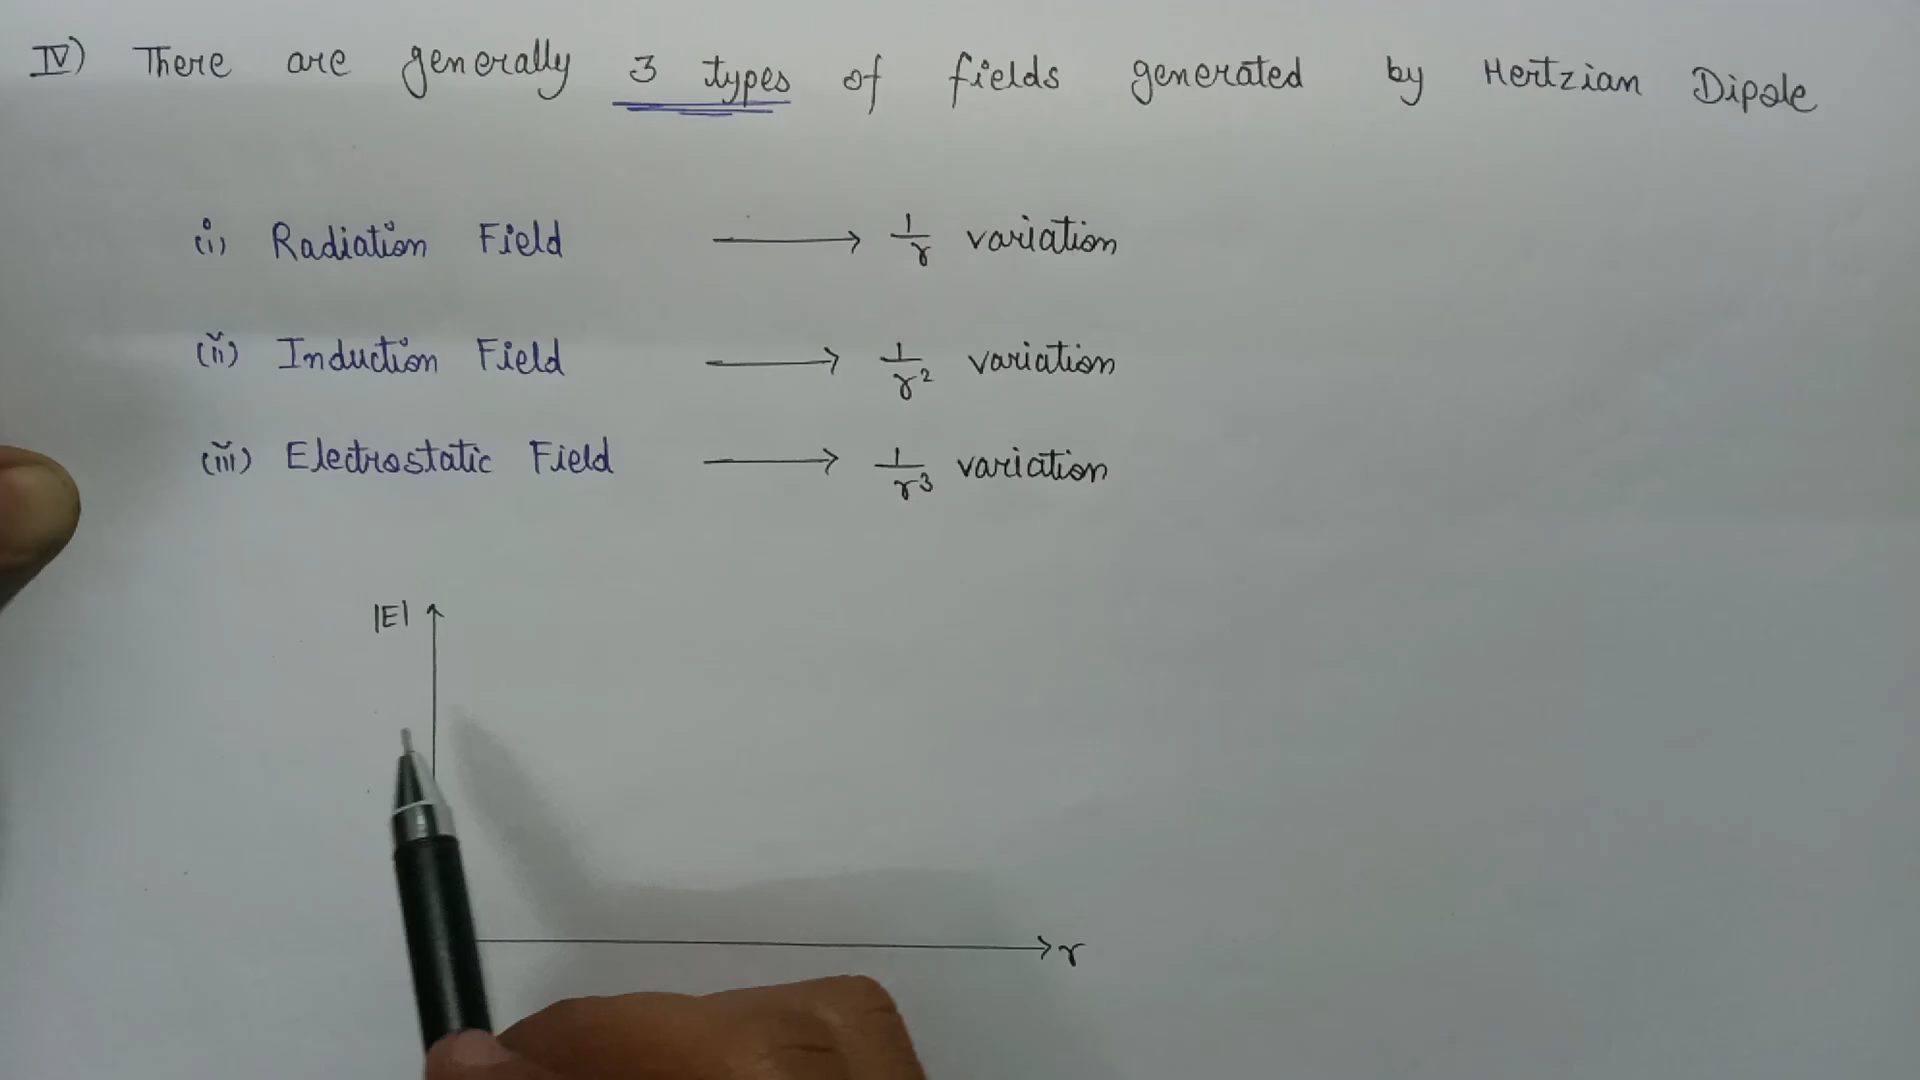 IV) There are generally 3 types of fields generated by Hertzian Dipole
(i) Radiation Field → 1/r variation
(ii) Induction Field → 1/r² variation
(iii) Electrostatic Field → 1/r³ variation
|E|
r